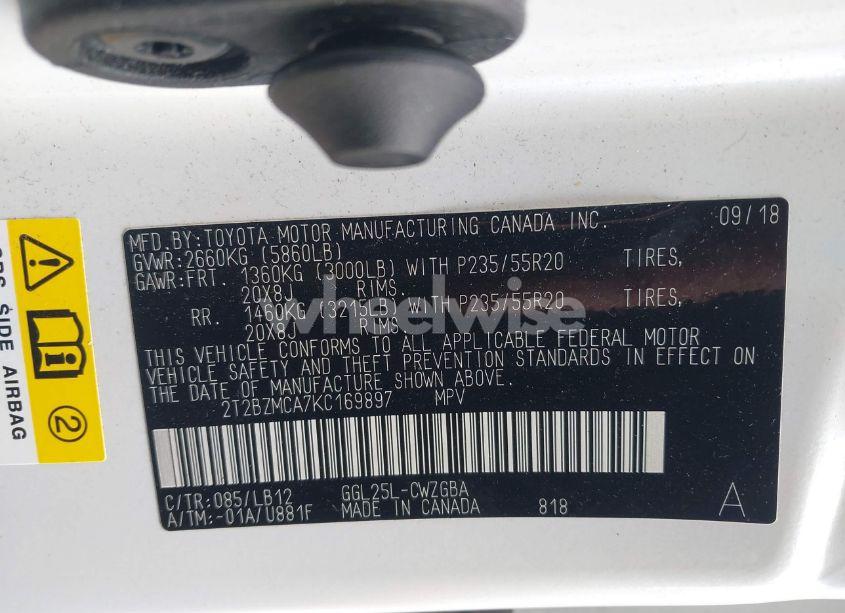 MFD.BY:TOYOTA MOTOR MANUFACTURING CANADA INC. 09/18
GVWR:2660KG (5860LB)
GAWR:FRT. 1360KG (3000LB) WITH P235/55R20 TIRES,
20X8J RIMS.
RR. 1460KG (3215LB) WITH P235/55R20 TIRES,
20X8J RIMS.
THIS VEHICLE CONFORMS TO ALL APPLICABLE FEDERAL MOTOR
VEHICLE SAFETY AND THEFT PREVENTION STANDARDS IN EFFECT ON
THE DATE OF MANUFACTURE SHOWN ABOVE.
2T2BZMCA7KC169897 MPV
C/TR:085/LB12 GGL25L-CWZGBA
A/TM:-01A/U881F MADE IN CANADA 818 A
wheelwise
SIDE AIRBAG
2